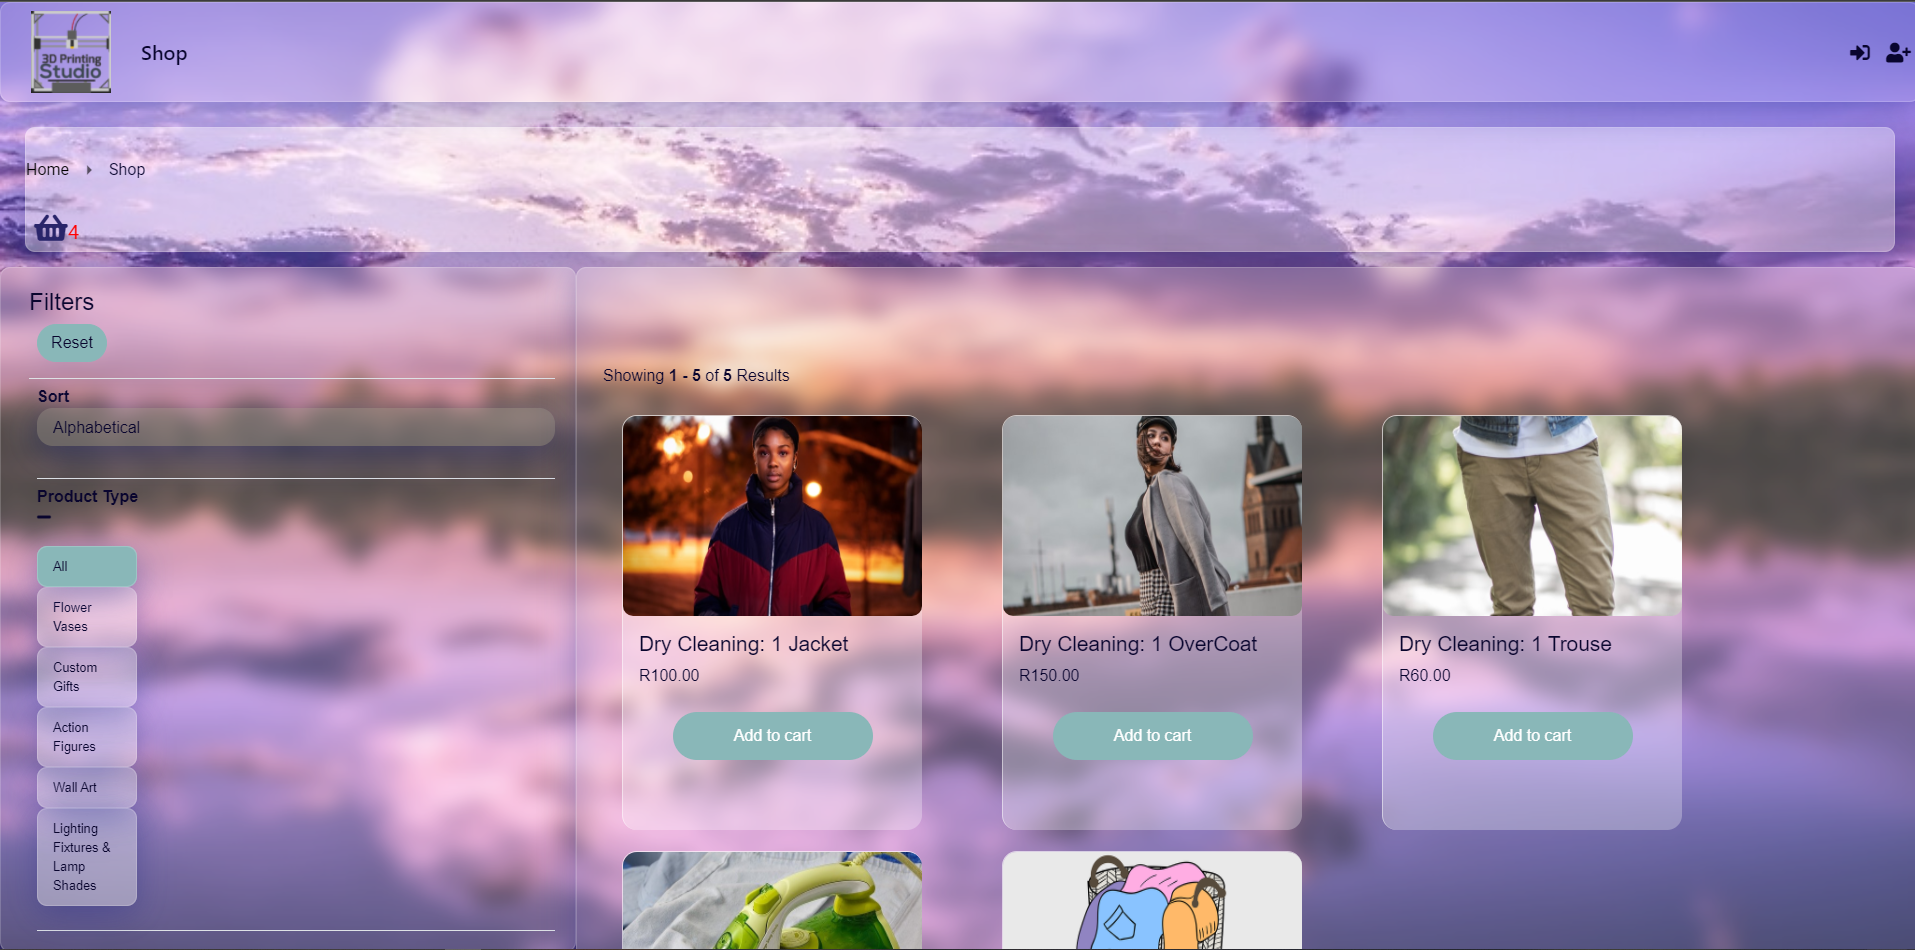 3D Printing
Studio
Shop
Home
Shop
4
Filters
Reset
Sort
Alphabetical
Product Type
All
Flower
Vases
Custom
Gifts
Action
Figures
Wall Art
Lighting
Fixtures &
Lamp
Shades
Showing 1 - 5 of 5 Results
Dry Cleaning: 1 Jacket
R100.00
Add to cart
Dry Cleaning: 1 OverCoat
R150.00
Add to cart
Dry Cleaning: 1 Trouse
R60.00
Add to cart